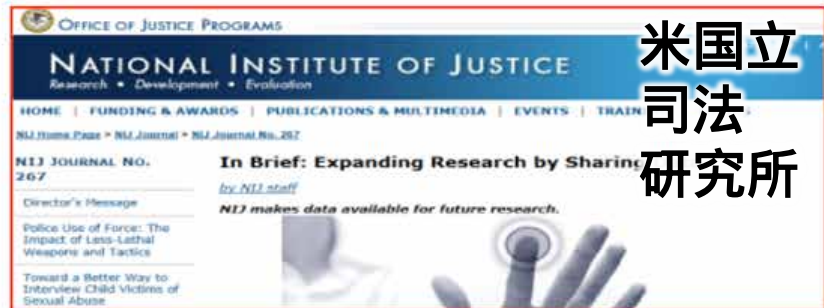 OFFICE OF JUSTICE PROGRAMS
NATIONAL INSTITUTE OF JUSTICE
Research • Development • Evaluation
HOME | FUNDING & AWARDS | PUBLICATIONS & MULTIMEDIA | EVENTS | TRAIN
NIJ Home Page > NIJ Journal > NIJ Journal No. 267
NIJ JOURNAL NO.
267
Director's Message
Police Use of Force: The
Impact of Less-Lethal
Weapons and Tactics
Toward a Better Way to
Interview Child Victims of
Sexual Abuse
In Brief: Expanding Research by Sharing
by NIJ staff
NIJ makes data available for future research.
米国立
司法
研究所